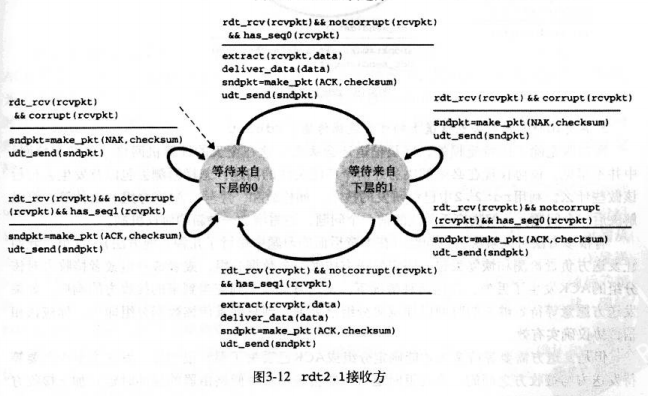 rdt_rcv(rcvpkt)&& notcorrupt(rcvpkt)
&& has_seq0(rcvpkt)
extract(rcvpkt,data)
deliver_data(data)
sndpkt=make_pkt(ACK,checksum)
udt_send(sndpkt)
rdt_rcv(rcvpkt)
&& corrupt(rcvpkt)
sndpkt=make_pkt(NAK,checksum)
udt_send(sndpkt)
rdt_rcv(rcvpkt)&& corrupt(rcvpkt)
sndpkt=make_pkt(NAK,checksum)
udt_send(sndpkt)
等待来自
下层的0
等待来自
下层的1
rdt_rcv(rcvpkt)&& notcorrupt
(rcvpkt)&&has_seq1(rcvpkt)
sndpkt=make_pkt(ACK,checksum)
udt_send(sndpkt)
rdt_rcv(rcvpkt)&& notcorrupt
(rcvpkt)&&has_seq0(rcvpkt)
sndpkt=make_pkt(ACK,checksum)
udt_send(sndpkt)
rdt_rcv(rcvpkt)&& notcorrupt(rcvpkt)
&& has_seq1(rcvpkt)
extract(rcvpkt,data)
deliver_data(data)
sndpkt=make_pkt(ACK,checksum)
udt_send(sndpkt)
图3-12 rdt2.1接收方